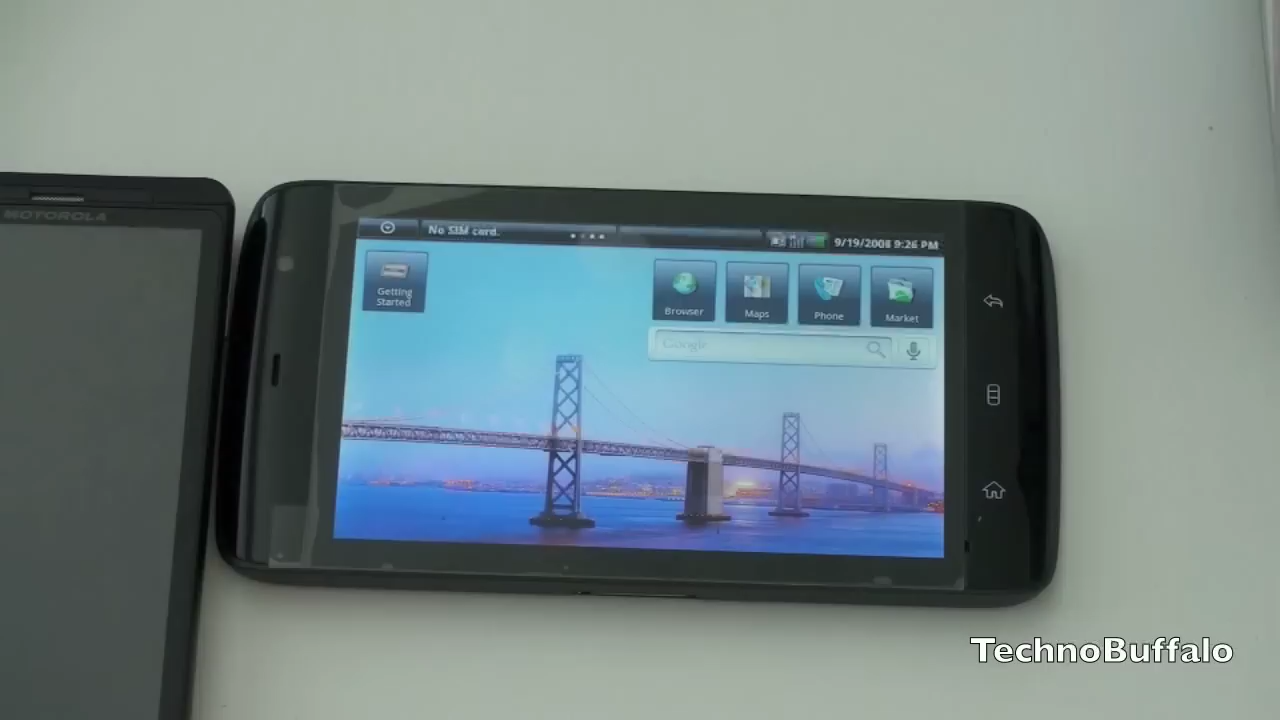 MOTOROLA
No SIM card.
9/19/2008 9:26 PM
Getting
Started
Browser
Maps
Phone
Market
Google
TechnoBuffalo